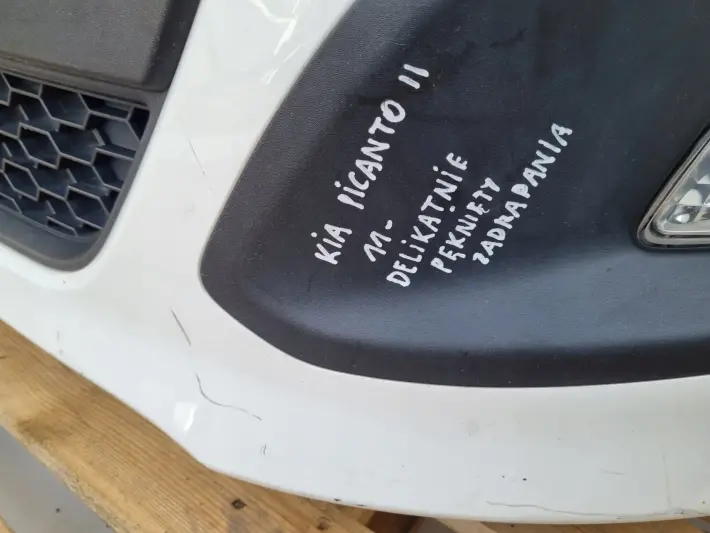 KiA PiCANTO II
11-
DELiKATNiE
PĘKNIĘTY
ZADRAPANIA